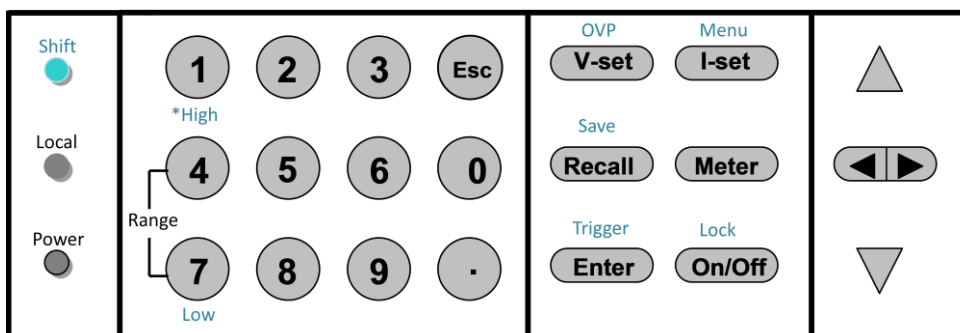 Shift
Local
Power
1 2 3 Esc
*High
4 5 6 0
Range
7 8 9 .
Low
OVP Menu
V-set I-set
Save
Recall Meter
Trigger Lock
Enter On/Off